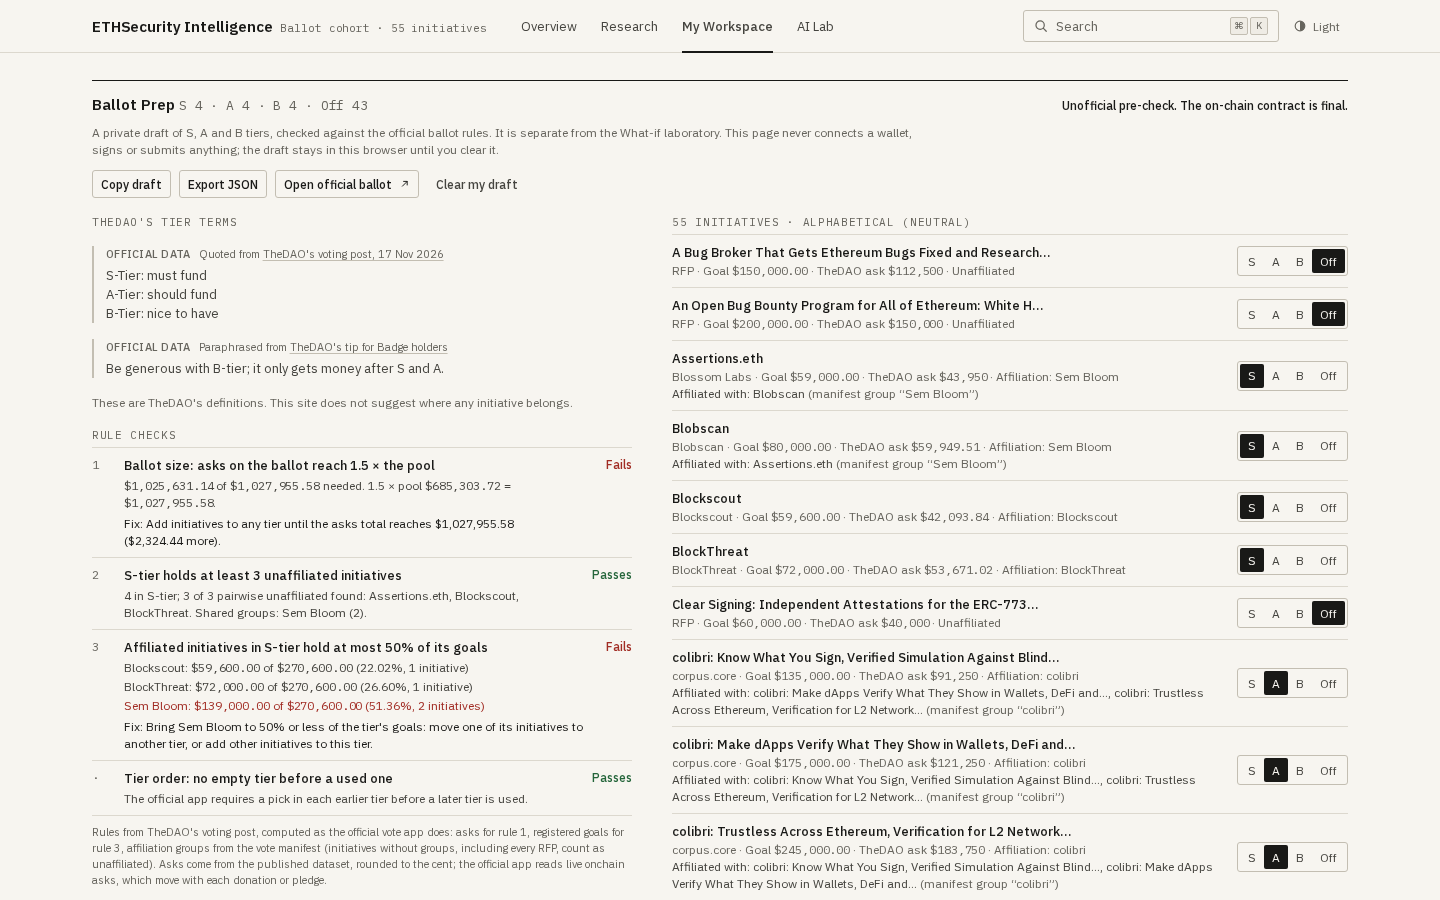 ETHSecurity Intelligence Ballot cohort · 55 initiatives Overview Research My Workspace AI Lab Search ⌘ K Light
Ballot Prep S 4 · A 4 · B 4 · Off 43
Unofficial pre-check. The on-chain contract is final.
A private draft of S, A and B tiers, checked against the official ballot rules. It is separate from the What-if laboratory. This page never connects a wallet,
signs or submits anything; the draft stays in this browser until you clear it.
Copy draft Export JSON Open official ballot ↗ Clear my draft
THEDAO'S TIER TERMS
OFFICIAL DATA Quoted from TheDAO's voting post, 17 Nov 2026
S-Tier: must fund
A-Tier: should fund
B-Tier: nice to have
OFFICIAL DATA Paraphrased from TheDAO's tip for Badge holders
Be generous with B-tier; it only gets money after S and A.
These are TheDAO's definitions. This site does not suggest where any initiative belongs.
RULE CHECKS
1 Ballot size: asks on the ballot reach 1.5 × the pool Fails
$1,025,631.14 of $1,027,955.58 needed. 1.5 × pool $685,303.72 =
$1,027,955.58.
Fix: Add initiatives to any tier until the asks total reaches $1,027,955.58
($2,324.44 more).
2 S-tier holds at least 3 unaffiliated initiatives Passes
4 in S-tier; 3 of 3 pairwise unaffiliated found: Assertions.eth, Blockscout,
BlockThreat. Shared groups: Sem Bloom (2).
3 Affiliated initiatives in S-tier hold at most 50% of its goals Fails
Blockscout: $59,600.00 of $270,600.00 (22.02%, 1 initiative)
BlockThreat: $72,000.00 of $270,600.00 (26.60%, 1 initiative)
Sem Bloom: $139,000.00 of $270,600.00 (51.36%, 2 initiatives)
Fix: Bring Sem Bloom to 50% or less of the tier's goals: move one of its initiatives to
another tier, or add other initiatives to this tier.
· Tier order: no empty tier before a used one Passes
The official app requires a pick in each earlier tier before a later tier is used.
Rules from TheDAO's voting post, computed as the official vote app does: asks for rule 1, registered goals for
rule 3, affiliation groups from the vote manifest (initiatives without groups, including every RFP, count as
unaffiliated). Asks come from the published dataset, rounded to the cent; the official app reads live onchain
asks, which move with each donation or pledge.
55 INITIATIVES · ALPHABETICAL (NEUTRAL)
A Bug Broker That Gets Ethereum Bugs Fixed and Research...
RFP · Goal $150,000.00 · TheDAO ask $112,500 · Unaffiliated
S A B Off
An Open Bug Bounty Program for All of Ethereum: White H...
RFP · Goal $200,000.00 · TheDAO ask $150,000 · Unaffiliated
S A B Off
Assertions.eth
Blossom Labs · Goal $59,000.00 · TheDAO ask $43,950 · Affiliation: Sem Bloom
Affiliated with: Blobscan (manifest group “Sem Bloom”)
S A B Off
Blobscan
Blobscan · Goal $80,000.00 · TheDAO ask $59,949.51 · Affiliation: Sem Bloom
Affiliated with: Assertions.eth (manifest group “Sem Bloom”)
S A B Off
Blockscout
Blockscout · Goal $59,600.00 · TheDAO ask $42,093.84 · Affiliation: Blockscout
S A B Off
BlockThreat
BlockThreat · Goal $72,000.00 · TheDAO ask $53,671.02 · Affiliation: BlockThreat
S A B Off
Clear Signing: Independent Attestations for the ERC-773...
RFP · Goal $60,000.00 · TheDAO ask $40,000 · Unaffiliated
S A B Off
colibri: Know What You Sign, Verified Simulation Against Blind...
corpus.core · Goal $135,000.00 · TheDAO ask $91,250 · Affiliation: colibri
Affiliated with: colibri: Make dApps Verify What They Show in Wallets, DeFi and..., colibri: Trustless
Across Ethereum, Verification for L2 Network... (manifest group “colibri”)
S A B Off
colibri: Make dApps Verify What They Show in Wallets, DeFi and...
corpus.core · Goal $175,000.00 · TheDAO ask $121,250 · Affiliation: colibri
Affiliated with: colibri: Know What You Sign, Verified Simulation Against Blind..., colibri: Trustless
Across Ethereum, Verification for L2 Network... (manifest group “colibri”)
S A B Off
colibri: Trustless Across Ethereum, Verification for L2 Network...
corpus.core · Goal $245,000.00 · TheDAO ask $183,750 · Affiliation: colibri
Affiliated with: colibri: Know What You Sign, Verified Simulation Against Blind..., colibri: Make dApps
Verify What They Show in Wallets, DeFi and... (manifest group “colibri”)
S A B Off